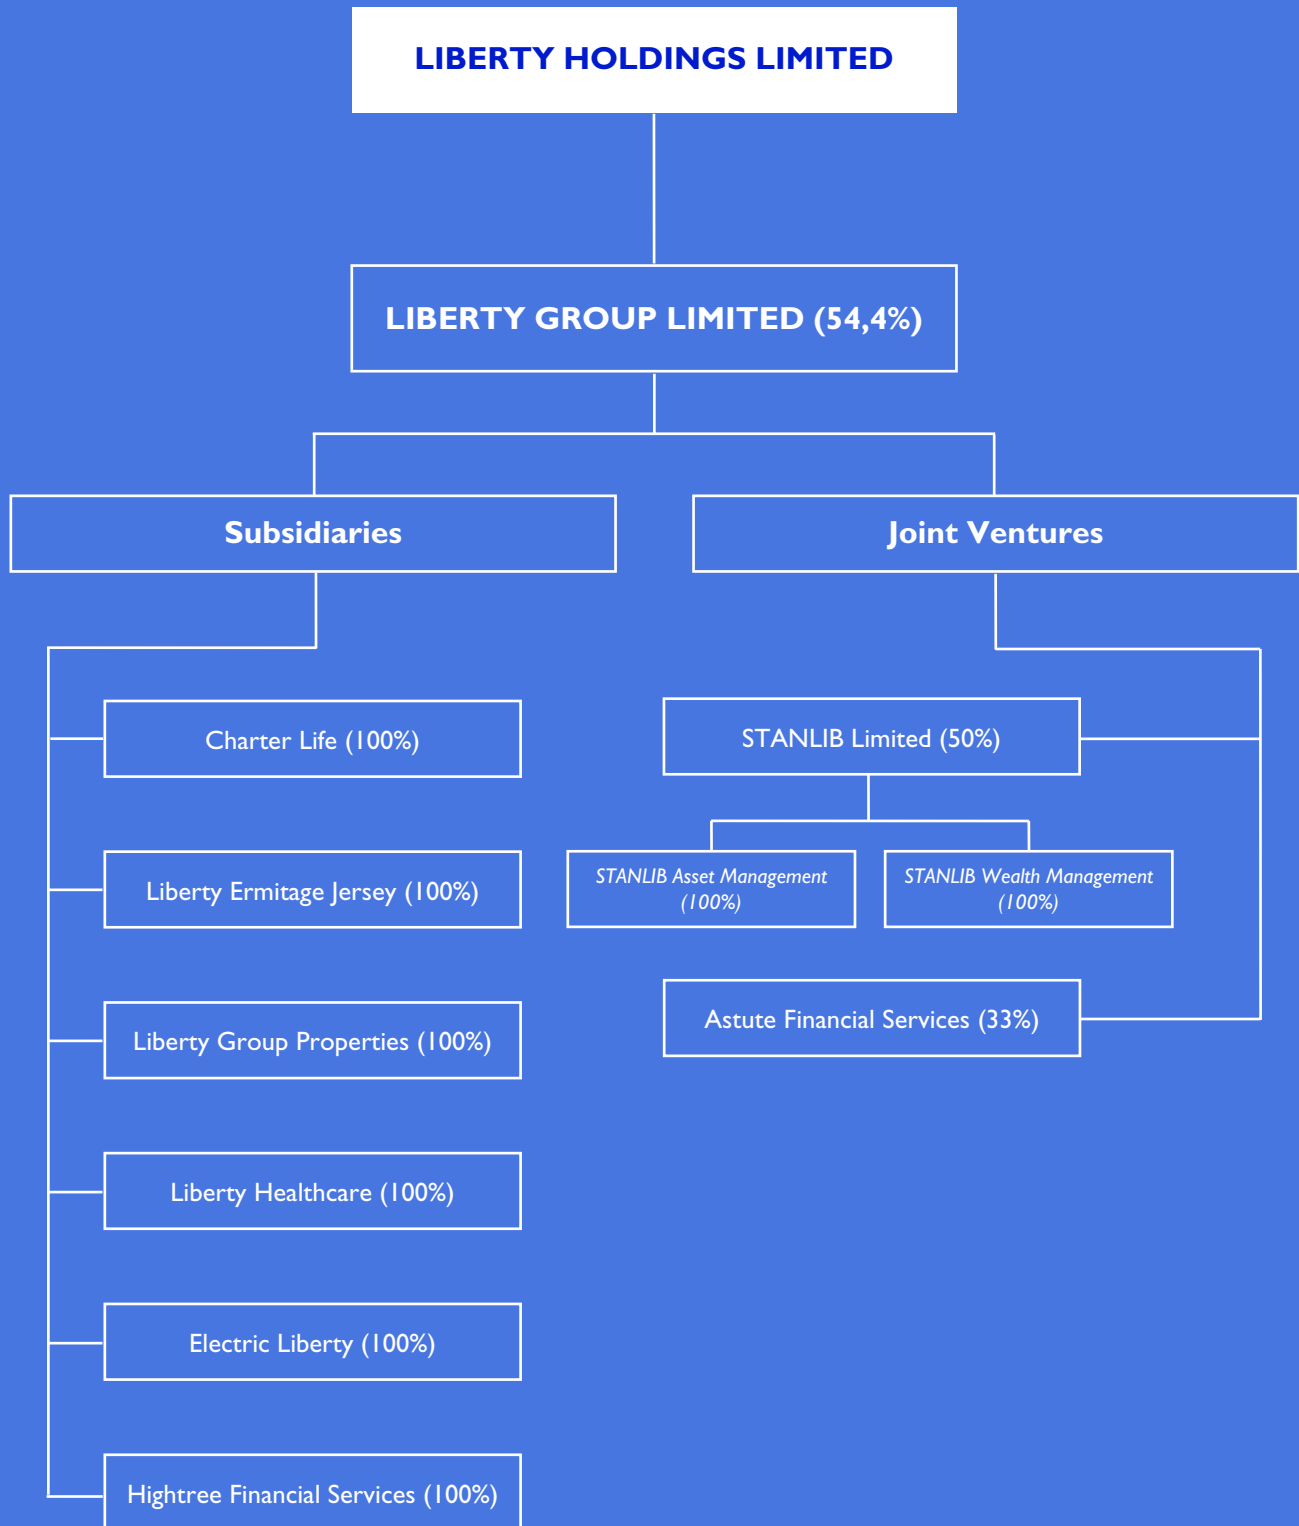 LIBERTY HOLDINGS LIMITED
LIBERTY GROUP LIMITED (54,4%)
Subsidiaries
Joint Ventures
Charter Life (100%)
Liberty Ermitage Jersey (100%)
Liberty Group Properties (100%)
Liberty Healthcare (100%)
Electric Liberty (100%)
Hightree Financial Services (100%)
STANLIB Limited (50%)
STANLIB Asset Management
(100%)
STANLIB Wealth Management
(100%)
Astute Financial Services (33%)